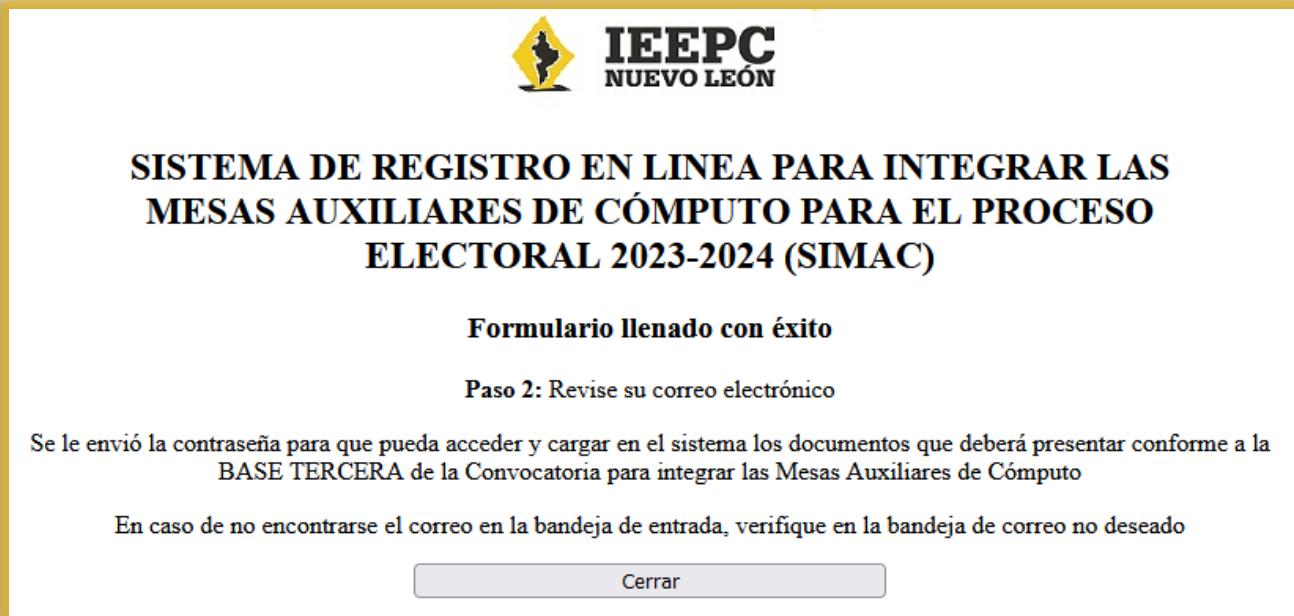 IEEPC
NUEVO LEÓN
SISTEMA DE REGISTRO EN LINEA PARA INTEGRAR LAS
MESAS AUXILIARES DE CÓMPUTO PARA EL PROCESO
ELECTORAL 2023-2024 (SIMAC)
Formulario llenado con éxito
Paso 2: Revise su correo electrónico
Se le envió la contraseña para que pueda acceder y cargar en el sistema los documentos que deberá presentar conforme a la
BASE TERCERA de la Convocatoria para integrar las Mesas Auxiliares de Cómputo
En caso de no encontrarse el correo en la bandeja de entrada, verifique en la bandeja de correo no deseado
Cerrar